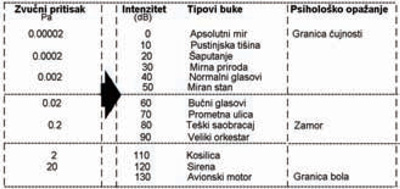 Zvučni pritisak Intenzitet Tipovi buke Psihološko opažanje
Pa (dB)
0.00002 0 Apsolutni mir Granica čujnosti
10 Pustinjska tišina
0.0002 20 Šaputanje
30 Mirna priroda
0.002 40 Normalni glasovi
50 Miran stan
0.02 60 Bučni glasovi
70 Prometna ulica
0.2 80 Teški saobracaj Zamor
90 Veliki orkestar
2 110 Kosilica
20 120 Sirena
130 Avionski motor Granica bola